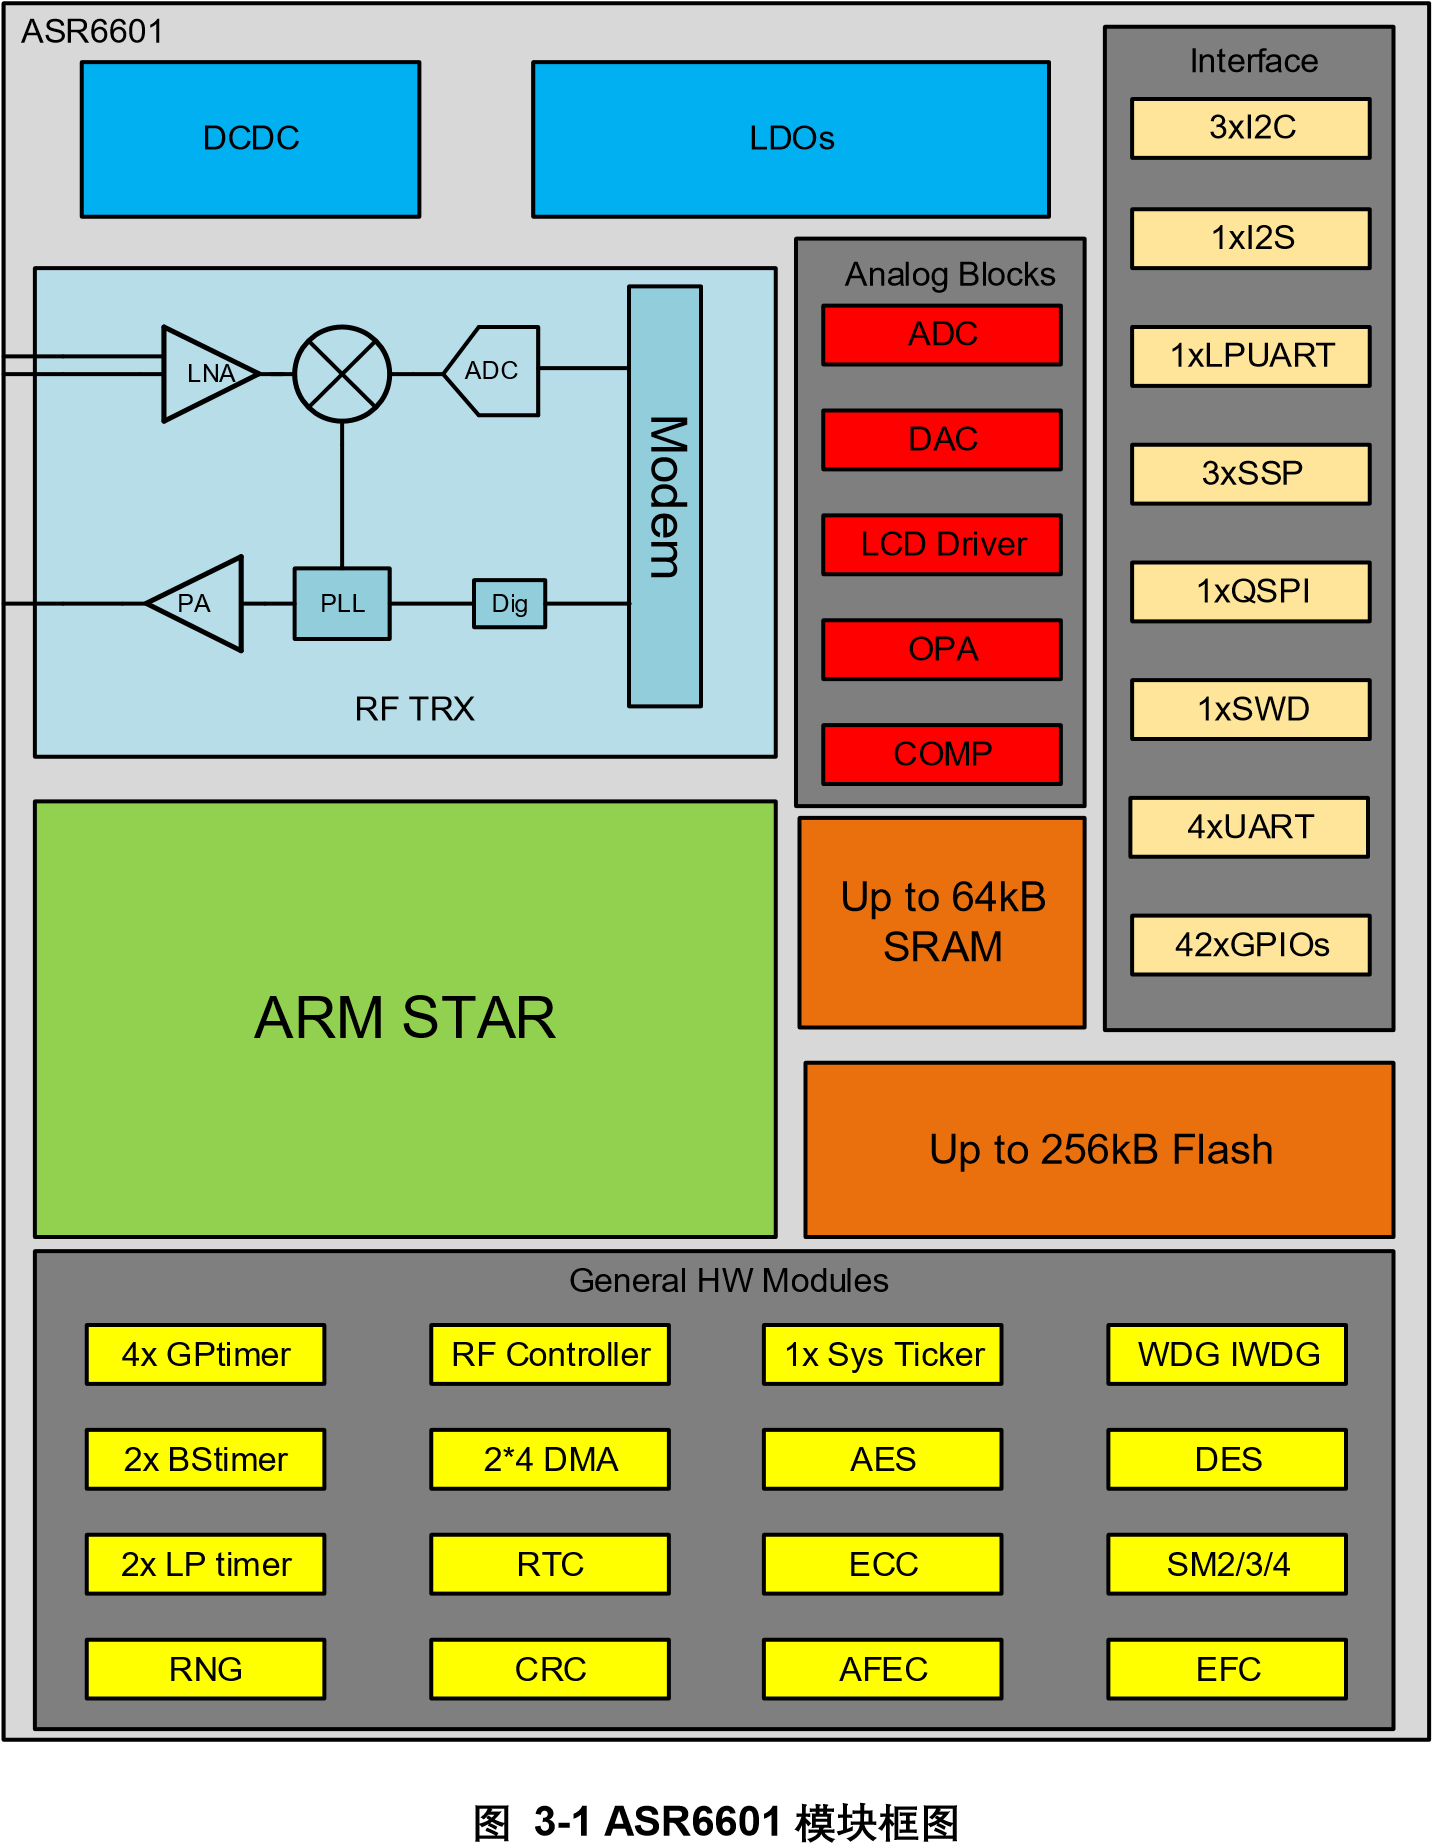 ASR6601
DCDC
LDOs
LNA
ADC
Modem
PA
PLL
Dig
RF TRX
Analog Blocks
ADC
DAC
LCD Driver
OPA
COMP
Interface
3xI2C
1xI2S
1xLPUART
3xSSP
1xQSPI
1xSWD
4xUART
42xGPIOs
ARM STAR
Up to 64kB
SRAM
Up to 256kB Flash
General HW Modules
4x GPtimer
RF Controller
1x Sys Ticker
WDG IWDG
2x BStimer
2*4 DMA
AES
DES
2x LP timer
RTC
ECC
SM2/3/4
RNG
CRC
AFEC
EFC
图 3-1 ASR6601 模块框图